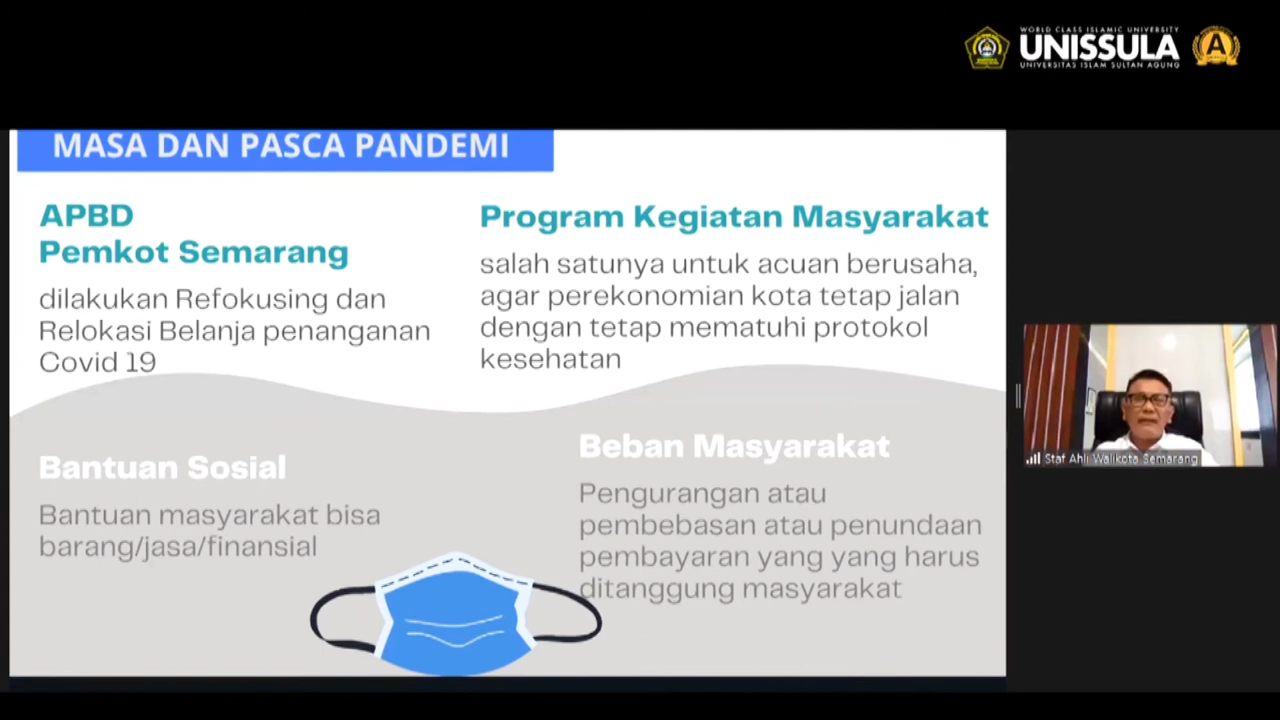 WORLD CLASS ISLAMIC UNIVERSITY
UNISSULA
UNIVERSITAS ISLAM SULTAN AGUNG
A
MASA DAN PASCA PANDEMI
APBD
Pemkot Semarang
dilakukan Refokusing dan
Relokasi Belanja penanganan
Covid 19
Program Kegiatan Masyarakat
salah satunya untuk acuan berusaha,
agar perekonomian kota tetap jalan
dengan tetap mematuhi protokol
kesehatan
Bantuan Sosial
Bantuan masyarakat bisa
barang/jasa/finansial
Beban Masyarakat
Pengurangan atau
pembebasan atau penundaan
pembayaran yang yang harus
ditanggung masyarakat
Staf Ahli Walikota Semarang